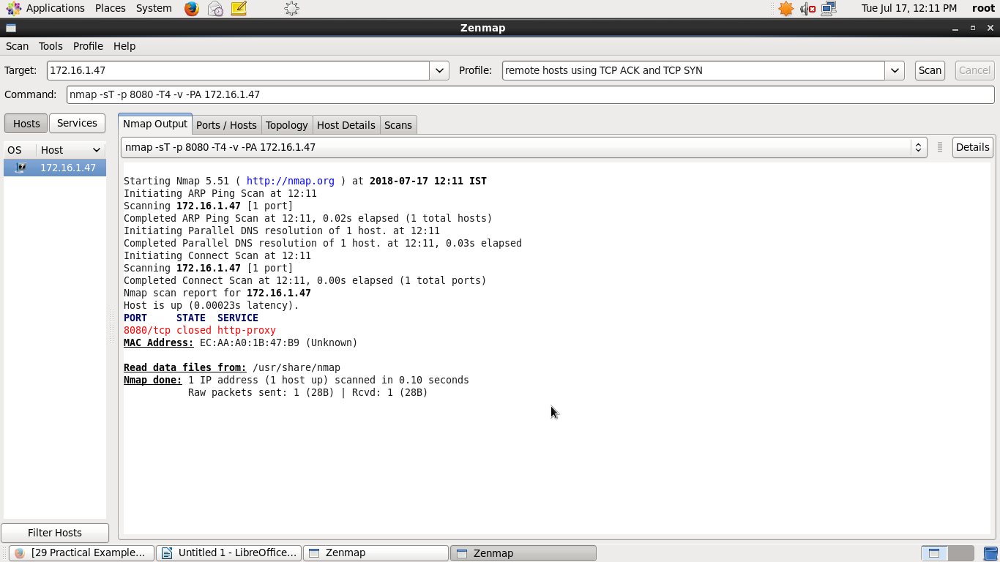 Applications Places System Tue Jul 17, 12:11 PM root
Zenmap
Scan Tools Profile Help
Target: 172.16.1.47 Profile: remote hosts using TCP ACK and TCP SYN Scan Cancel
Command: nmap -sT -p 8080 -T4 -v -PA 172.16.1.47
Hosts Services Nmap Output Ports / Hosts Topology Host Details Scans
OS Host nmap -sT -p 8080 -T4 -v -PA 172.16.1.47 Details
172.16.1.47
Starting Nmap 5.51 ( http://nmap.org ) at 2018-07-17 12:11 IST
Initiating ARP Ping Scan at 12:11
Scanning 172.16.1.47 [1 port]
Completed ARP Ping Scan at 12:11, 0.02s elapsed (1 total hosts)
Initiating Parallel DNS resolution of 1 host. at 12:11
Completed Parallel DNS resolution of 1 host. at 12:11, 0.03s elapsed
Initiating Connect Scan at 12:11
Scanning 172.16.1.47 [1 port]
Completed Connect Scan at 12:11, 0.00s elapsed (1 total ports)
Nmap scan report for 172.16.1.47
Host is up (0.00023s latency).
PORT STATE SERVICE
8080/tcp closed http-proxy
MAC Address: EC:AA:A0:1B:47:B9 (Unknown)
Read data files from: /usr/share/nmap
Nmap done: 1 IP address (1 host up) scanned in 0.10 seconds
Raw packets sent: 1 (28B) | Rcvd: 1 (28B)
Filter Hosts
[29 Practical Example... Untitled 1 - LibreOffice... Zenmap Zenmap